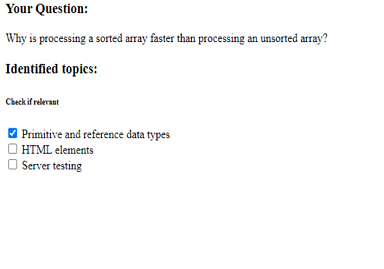 Your Question:
Why is processing a sorted array faster than processing an unsorted array?
Identified topics:
Check if relevant
Primitive and reference data types
HTML elements
Server testing